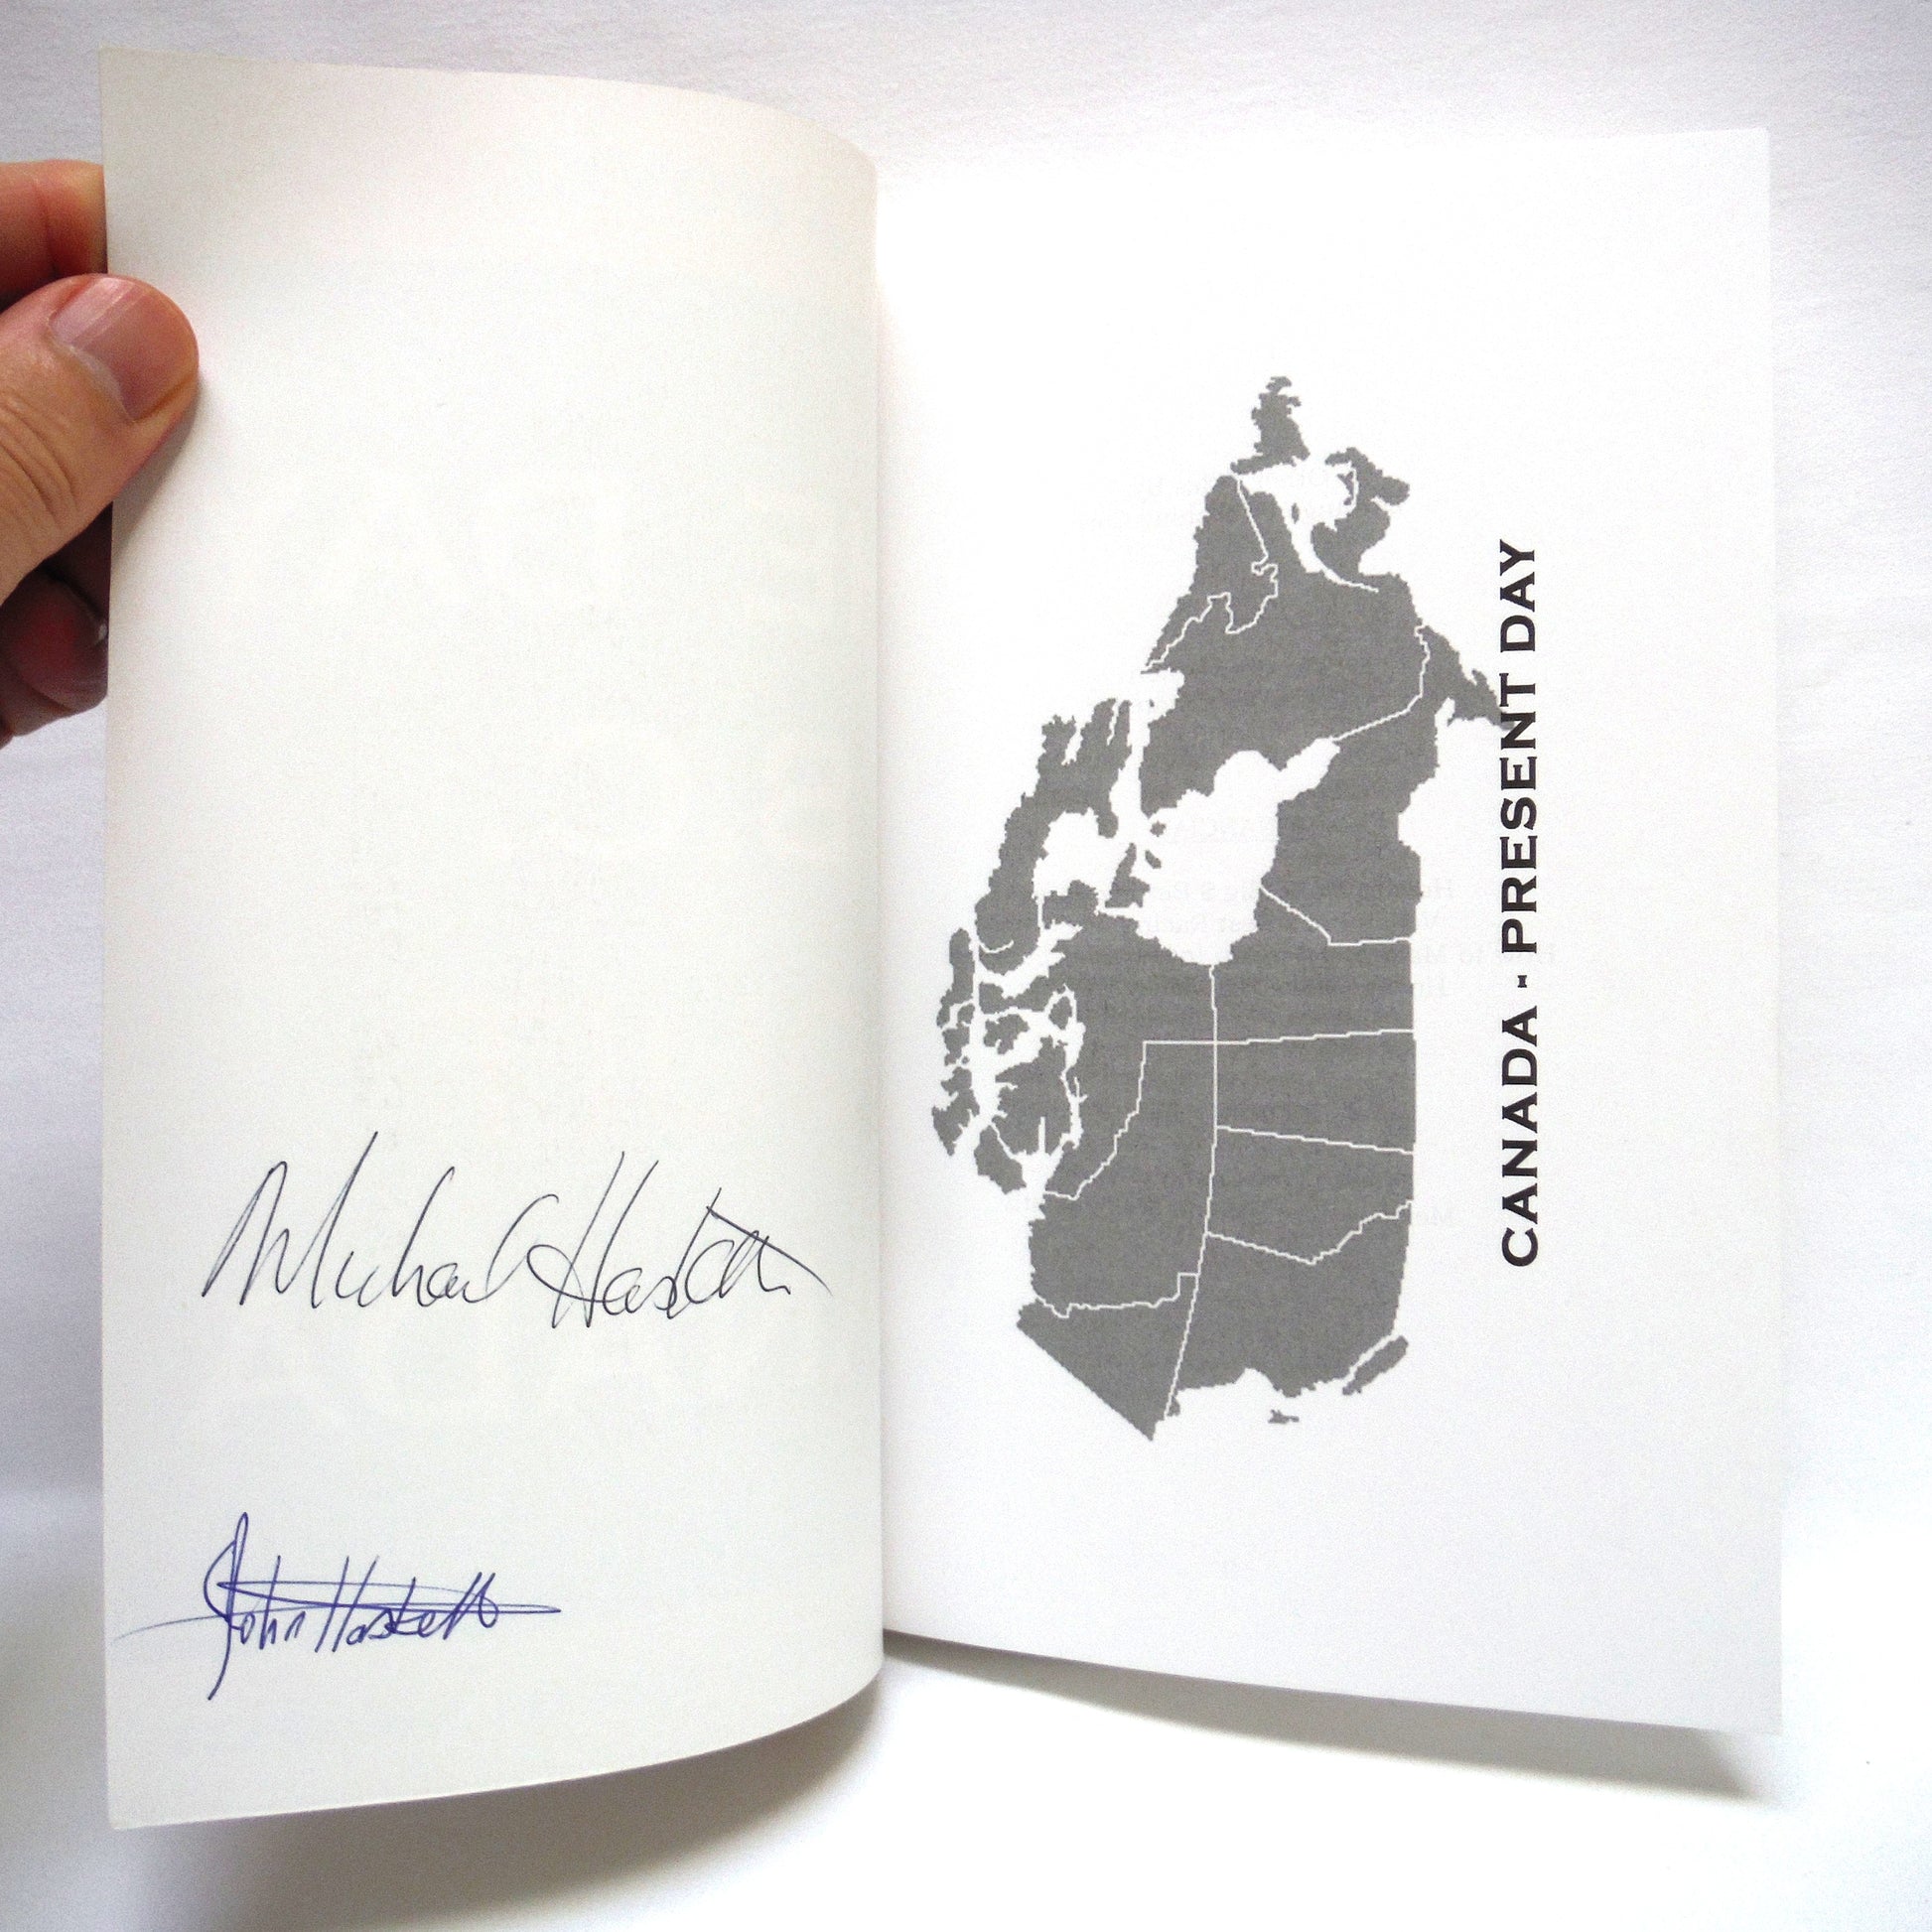 Michael Haskett
John Haskett
CANADA - PRESENT DAY